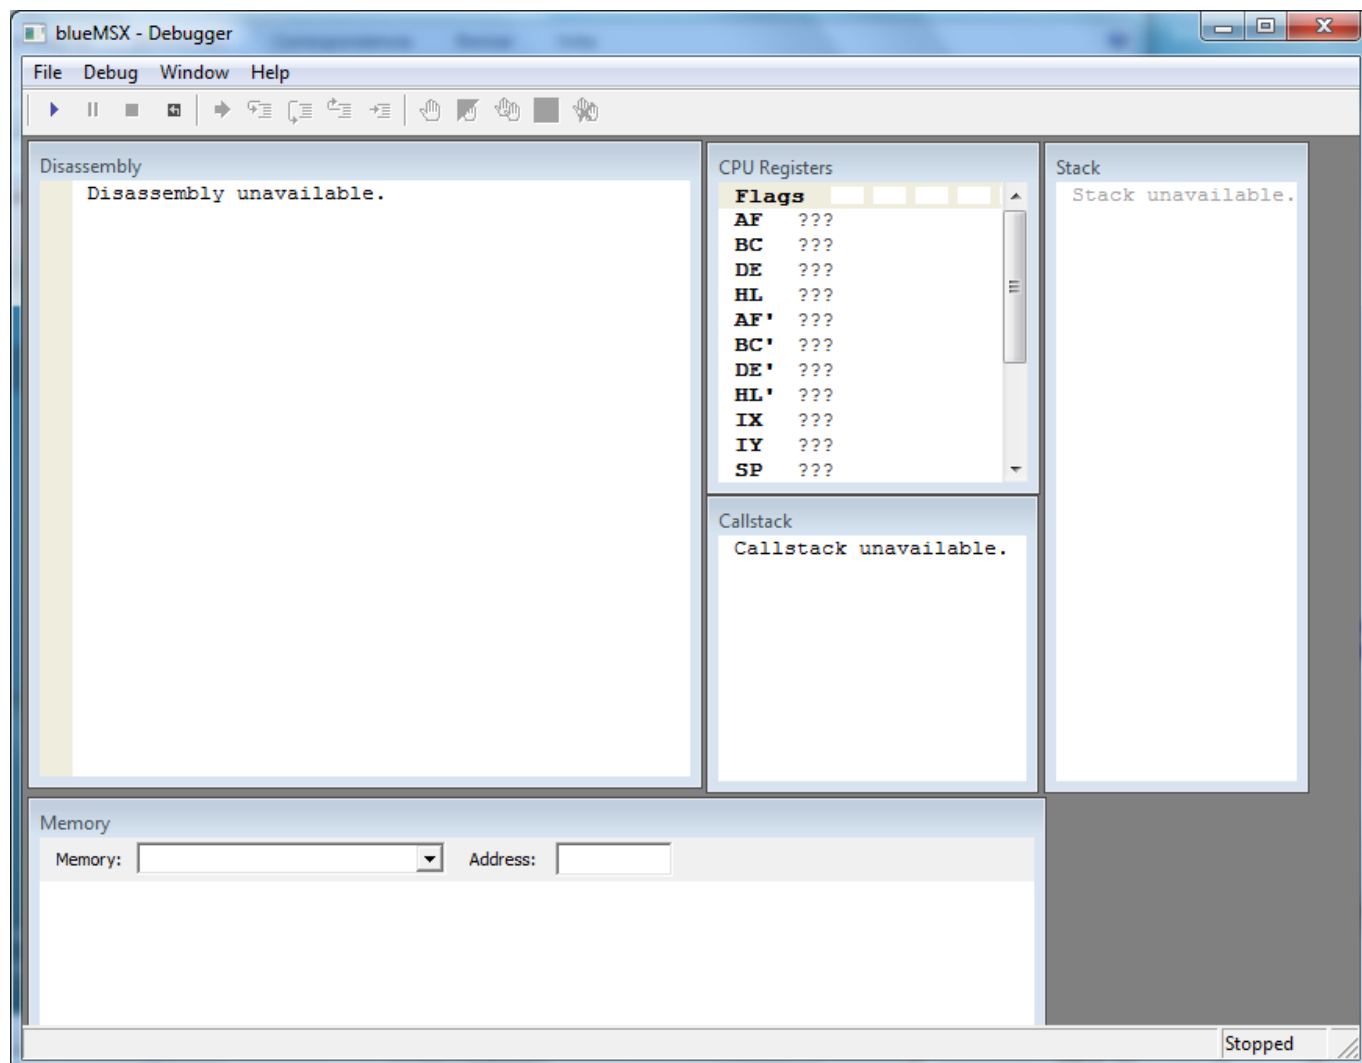 blueMSX - Debugger
File Debug Window Help
Disassembly
Disassembly unavailable.
CPU Registers
Flags
AF ???
BC ???
DE ???
HL ???
AF' ???
BC' ???
DE' ???
HL' ???
IX ???
IY ???
SP ???
Callstack
Callstack unavailable.
Stack
Stack unavailable.
Memory
Memory: Address:
Stopped